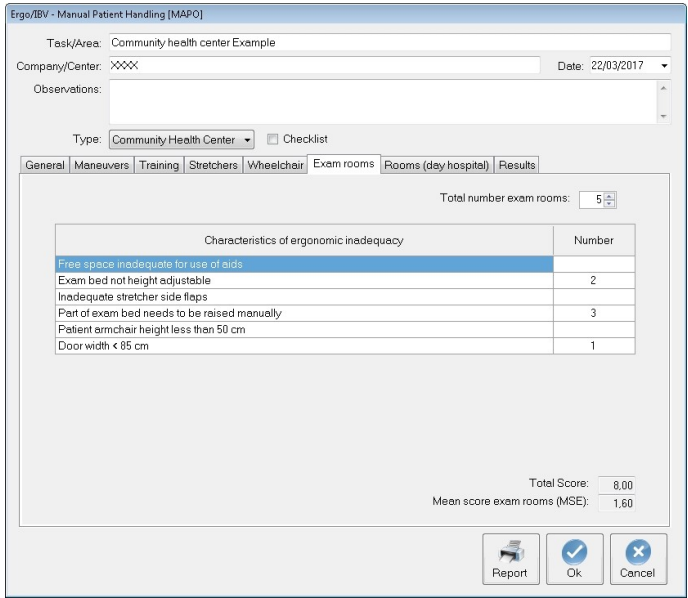 Ergo/IBV - Manual Patient Handling [MAPO]
Task/Area: Community health center Example
Company/Center: XXXX Date: 22/03/2017
Observations:
Type: Community Health Center Checklist
General Maneuvers Training Stretchers Wheelchair Exam rooms Rooms (day hospital) Results
Total number exam rooms: 5
Characteristics of ergonomic inadequacy Number
Free space inadequate for use of aids
Exam bed not height adjustable 2
Inadequate stretcher side flaps
Part of exam bed needs to be raised manually 3
Patient armchair height less than 50 cm
Door width < 85 cm 1
Total Score: 8,00
Mean score exam rooms (MSE): 1,60
Report Ok Cancel